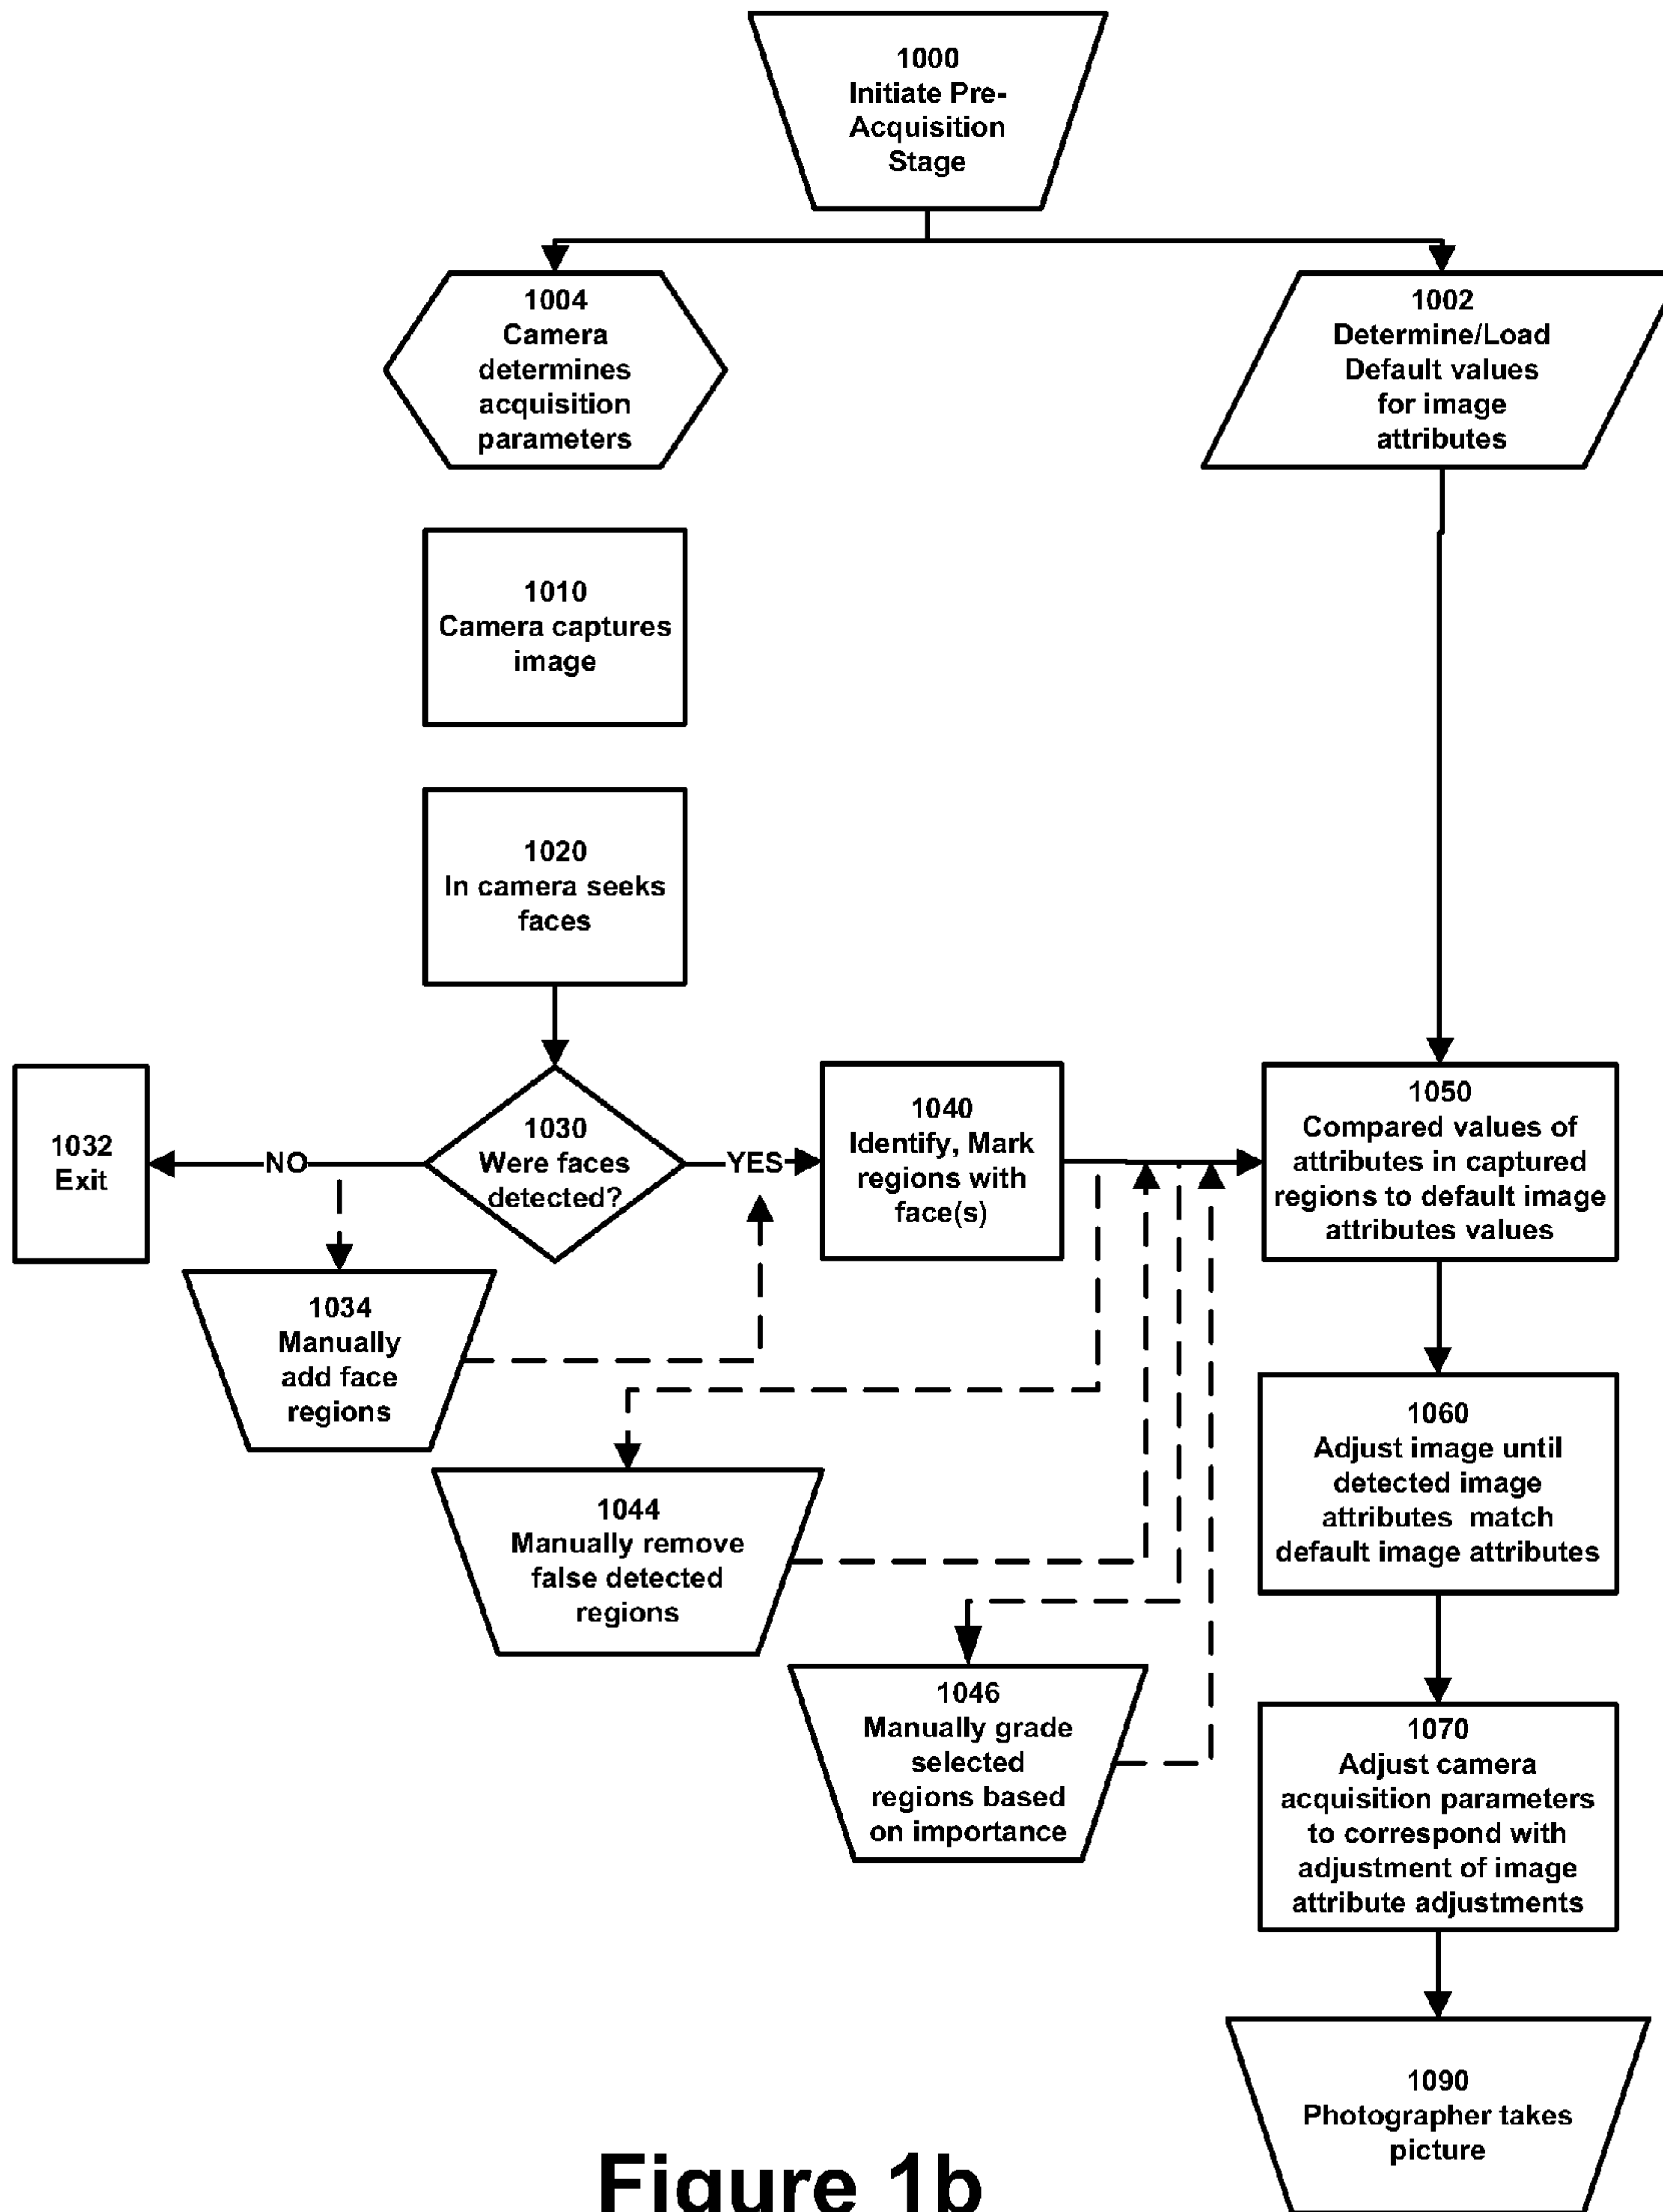 1000
Initiate Pre-
Acquisition
Stage
1004
Camera
determines
acquisition
parameters
1002
Determine/Load
Default values
for image
attributes
1010
Camera captures
image
1020
In camera seeks
faces
1032
Exit
NO
1030
Were faces
detected?
YES
1040
Identify, Mark
regions with
face(s)
1050
Compared values of
attributes in captured
regions to default image
attributes values
1034
Manually
add face
regions
1044
Manually remove
false detected
regions
1046
Manually grade
selected
regions based
on importance
1060
Adjust image until
detected image
attributes match
default image attributes
1070
Adjust camera
acquisition parameters
to correspond with
adjustment of image
attribute adjustments
1090
Photographer takes
picture
Figure 1b